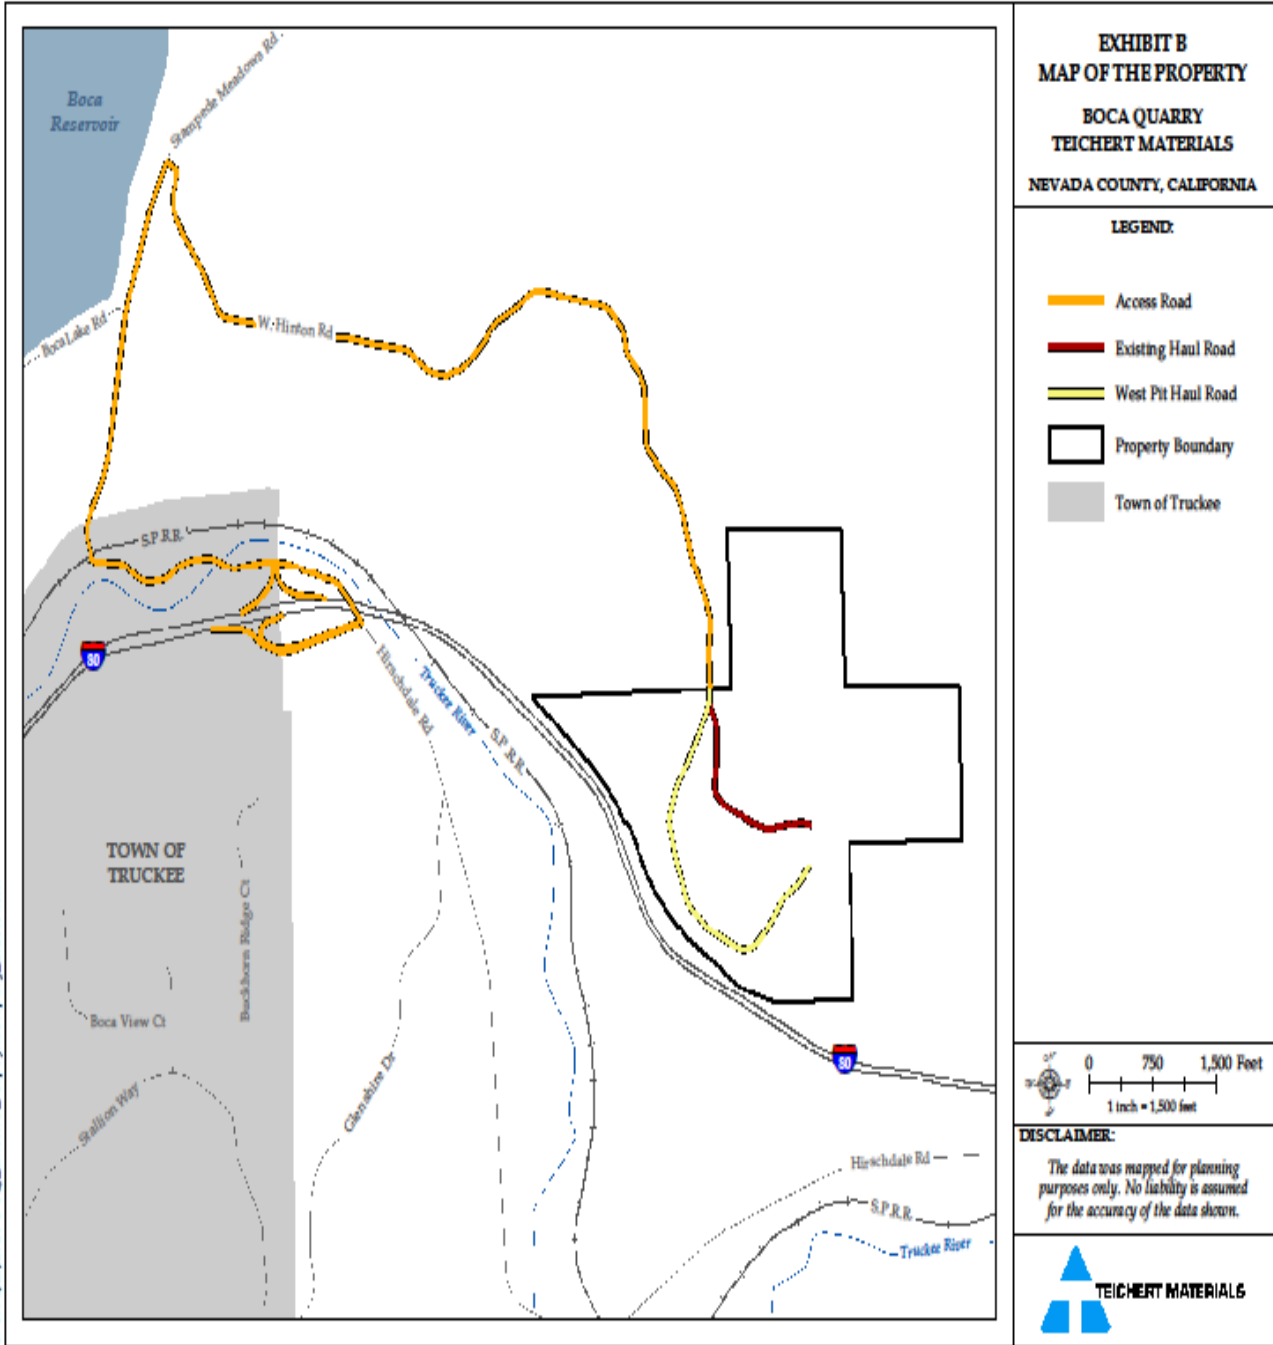 EXHIBIT B
MAP OF THE PROPERTY
BOCA QUARRY
TEICHERT MATERIALS
NEVADA COUNTY, CALIFORNIA
LEGEND:
Access Road
Existing Haul Road
West Pit Haul Road
Property Boundary
Town of Truckee
0 750 1,500 Feet
1 inch = 1,500 feet
DISCLAIMER:
The data was mapped for planning
purposes only. No liability is assumed
for the accuracy of the data shown.
TEICHERT MATERIALS
Boca
Reservoir
Stampede Meadows Rd
Boca Lake Rd
W. Hinton Rd
S.P.R.R.
80
Hirschdale Rd
Truckee River
S.P.R.R.
TOWN OF
TRUCKEE
Buckhorn Ridge Ct
Boca View Ct
Stallion Way
Glenshire Dr
80
Hirschdale Rd
S.P.R.R.
Truckee River